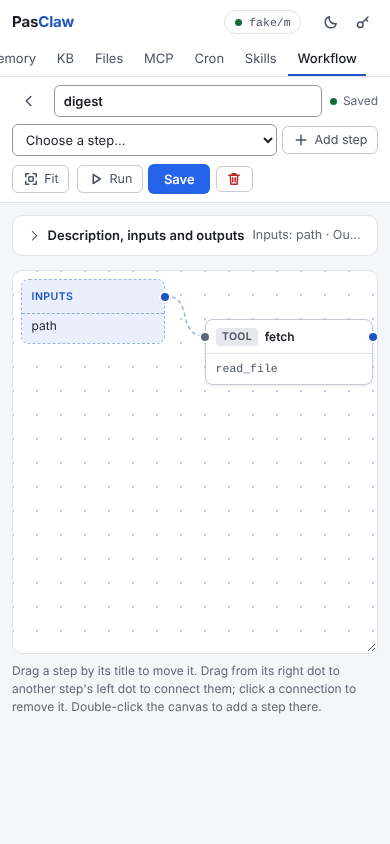 PasClaw
fake/m
emory KB Files MCP Cron Skills Workflow
digest
Saved
Choose a step...
Add step
Fit
Run
Save
Description, inputs and outputs Inputs: path · Ou...
INPUTS
path
TOOL fetch
read_file
Drag a step by its title to move it. Drag from its right dot to
another step's left dot to connect them; click a connection to
remove it. Double-click the canvas to add a step there.